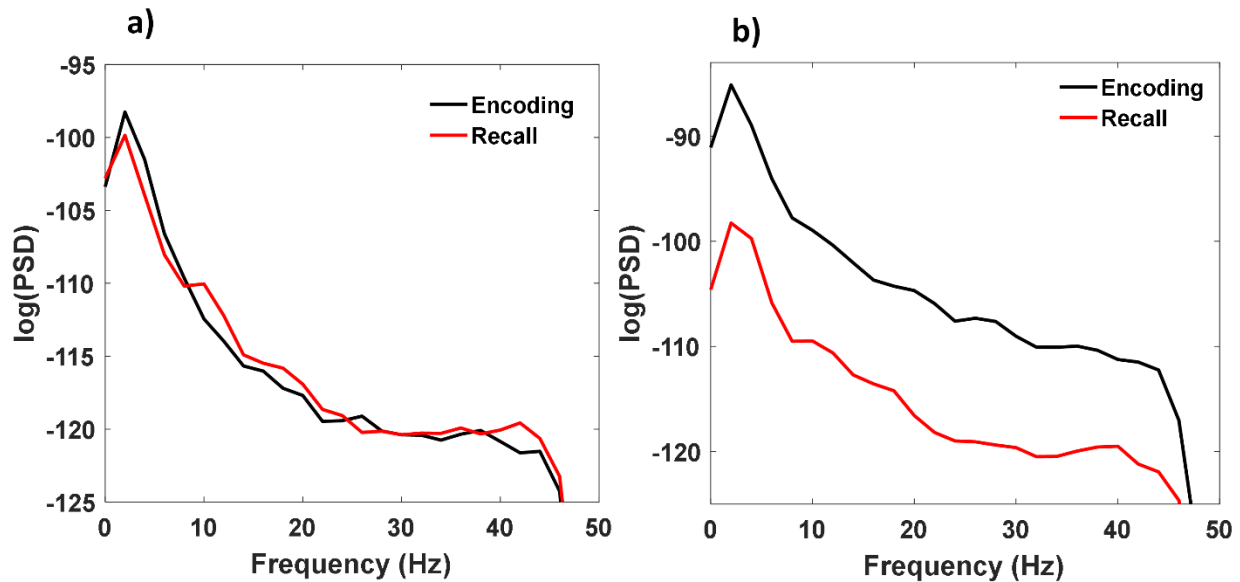 a)
log(PSD)
-95
-100
-105
-110
-115
-120
-125
Encoding
Recall
0 10 20 30 40 50
Frequency (Hz)
b)
log(PSD)
-90
-100
-110
-120
Encoding
Recall
0 10 20 30 40 50
Frequency (Hz)